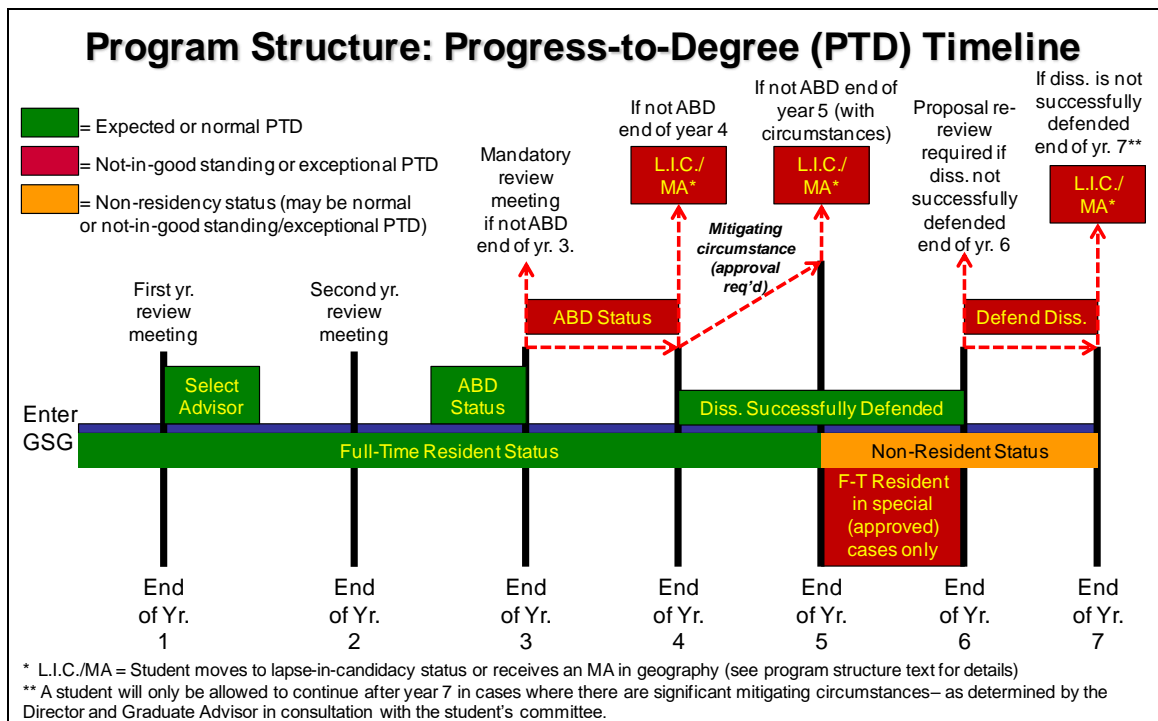 Program Structure: Progress-to-Degree (PTD) Timeline
= Expected or normal PTD
= Not-in-good standing or exceptional PTD
= Non-residency status (may be normal
or not-in-good standing/exceptional PTD)
First yr.
review
meeting
Second yr.
review
meeting
Mandatory
review
meeting
if not ABD
end of yr. 3.
If not ABD
end of year 4
L.I.C./
MA*
If not ABD end of
year 5 (with
circumstances)
L.I.C./
MA*
Mitigating
circumstance
(approval
req'd)
Proposal re-
review
required if
diss. not
successfully
defended
end of yr. 6
If diss. is not
successfully
defended
end of yr. 7**
L.I.C./
MA*
ABD Status
Defend Diss.
Select
Advisor
ABD
Status
Diss. Successfully Defended
Enter
GSG
Full-Time Resident Status
Non-Resident Status
F-T Resident
in special
(approved)
cases only
End
of Yr.
1
End
of Yr.
2
End
of Yr.
3
End
of Yr.
4
End
of Yr.
5
End
of Yr.
6
End
of Yr.
7
* L.I.C./MA = Student moves to lapse-in-candidacy status or receives an MA in geography (see program structure text for details)
** A student will only be allowed to continue after year 7 in cases where there are significant mitigating circumstances– as determined by the
Director and Graduate Advisor in consultation with the student's committee.